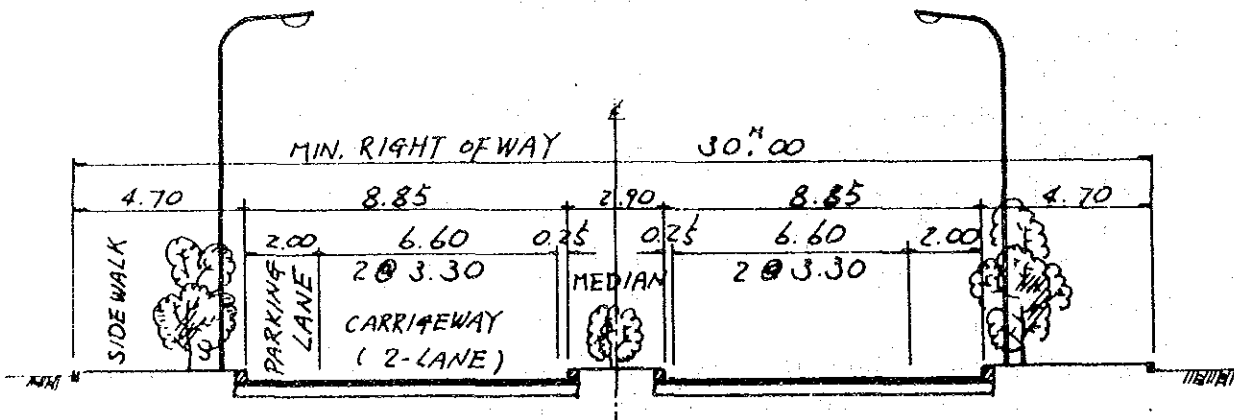 MIN. RIGHT OF WAY 30.ᴹ00
4.70 8.85 2.90 8.85 4.70
2.00 6.60 0.25 0.25 6.60 2.00
2 @ 3.30 2 @ 3.30
SIDEWALK
PARKING
LANE
MEDIAN
CARRIGEWAY
( 2-LANE )